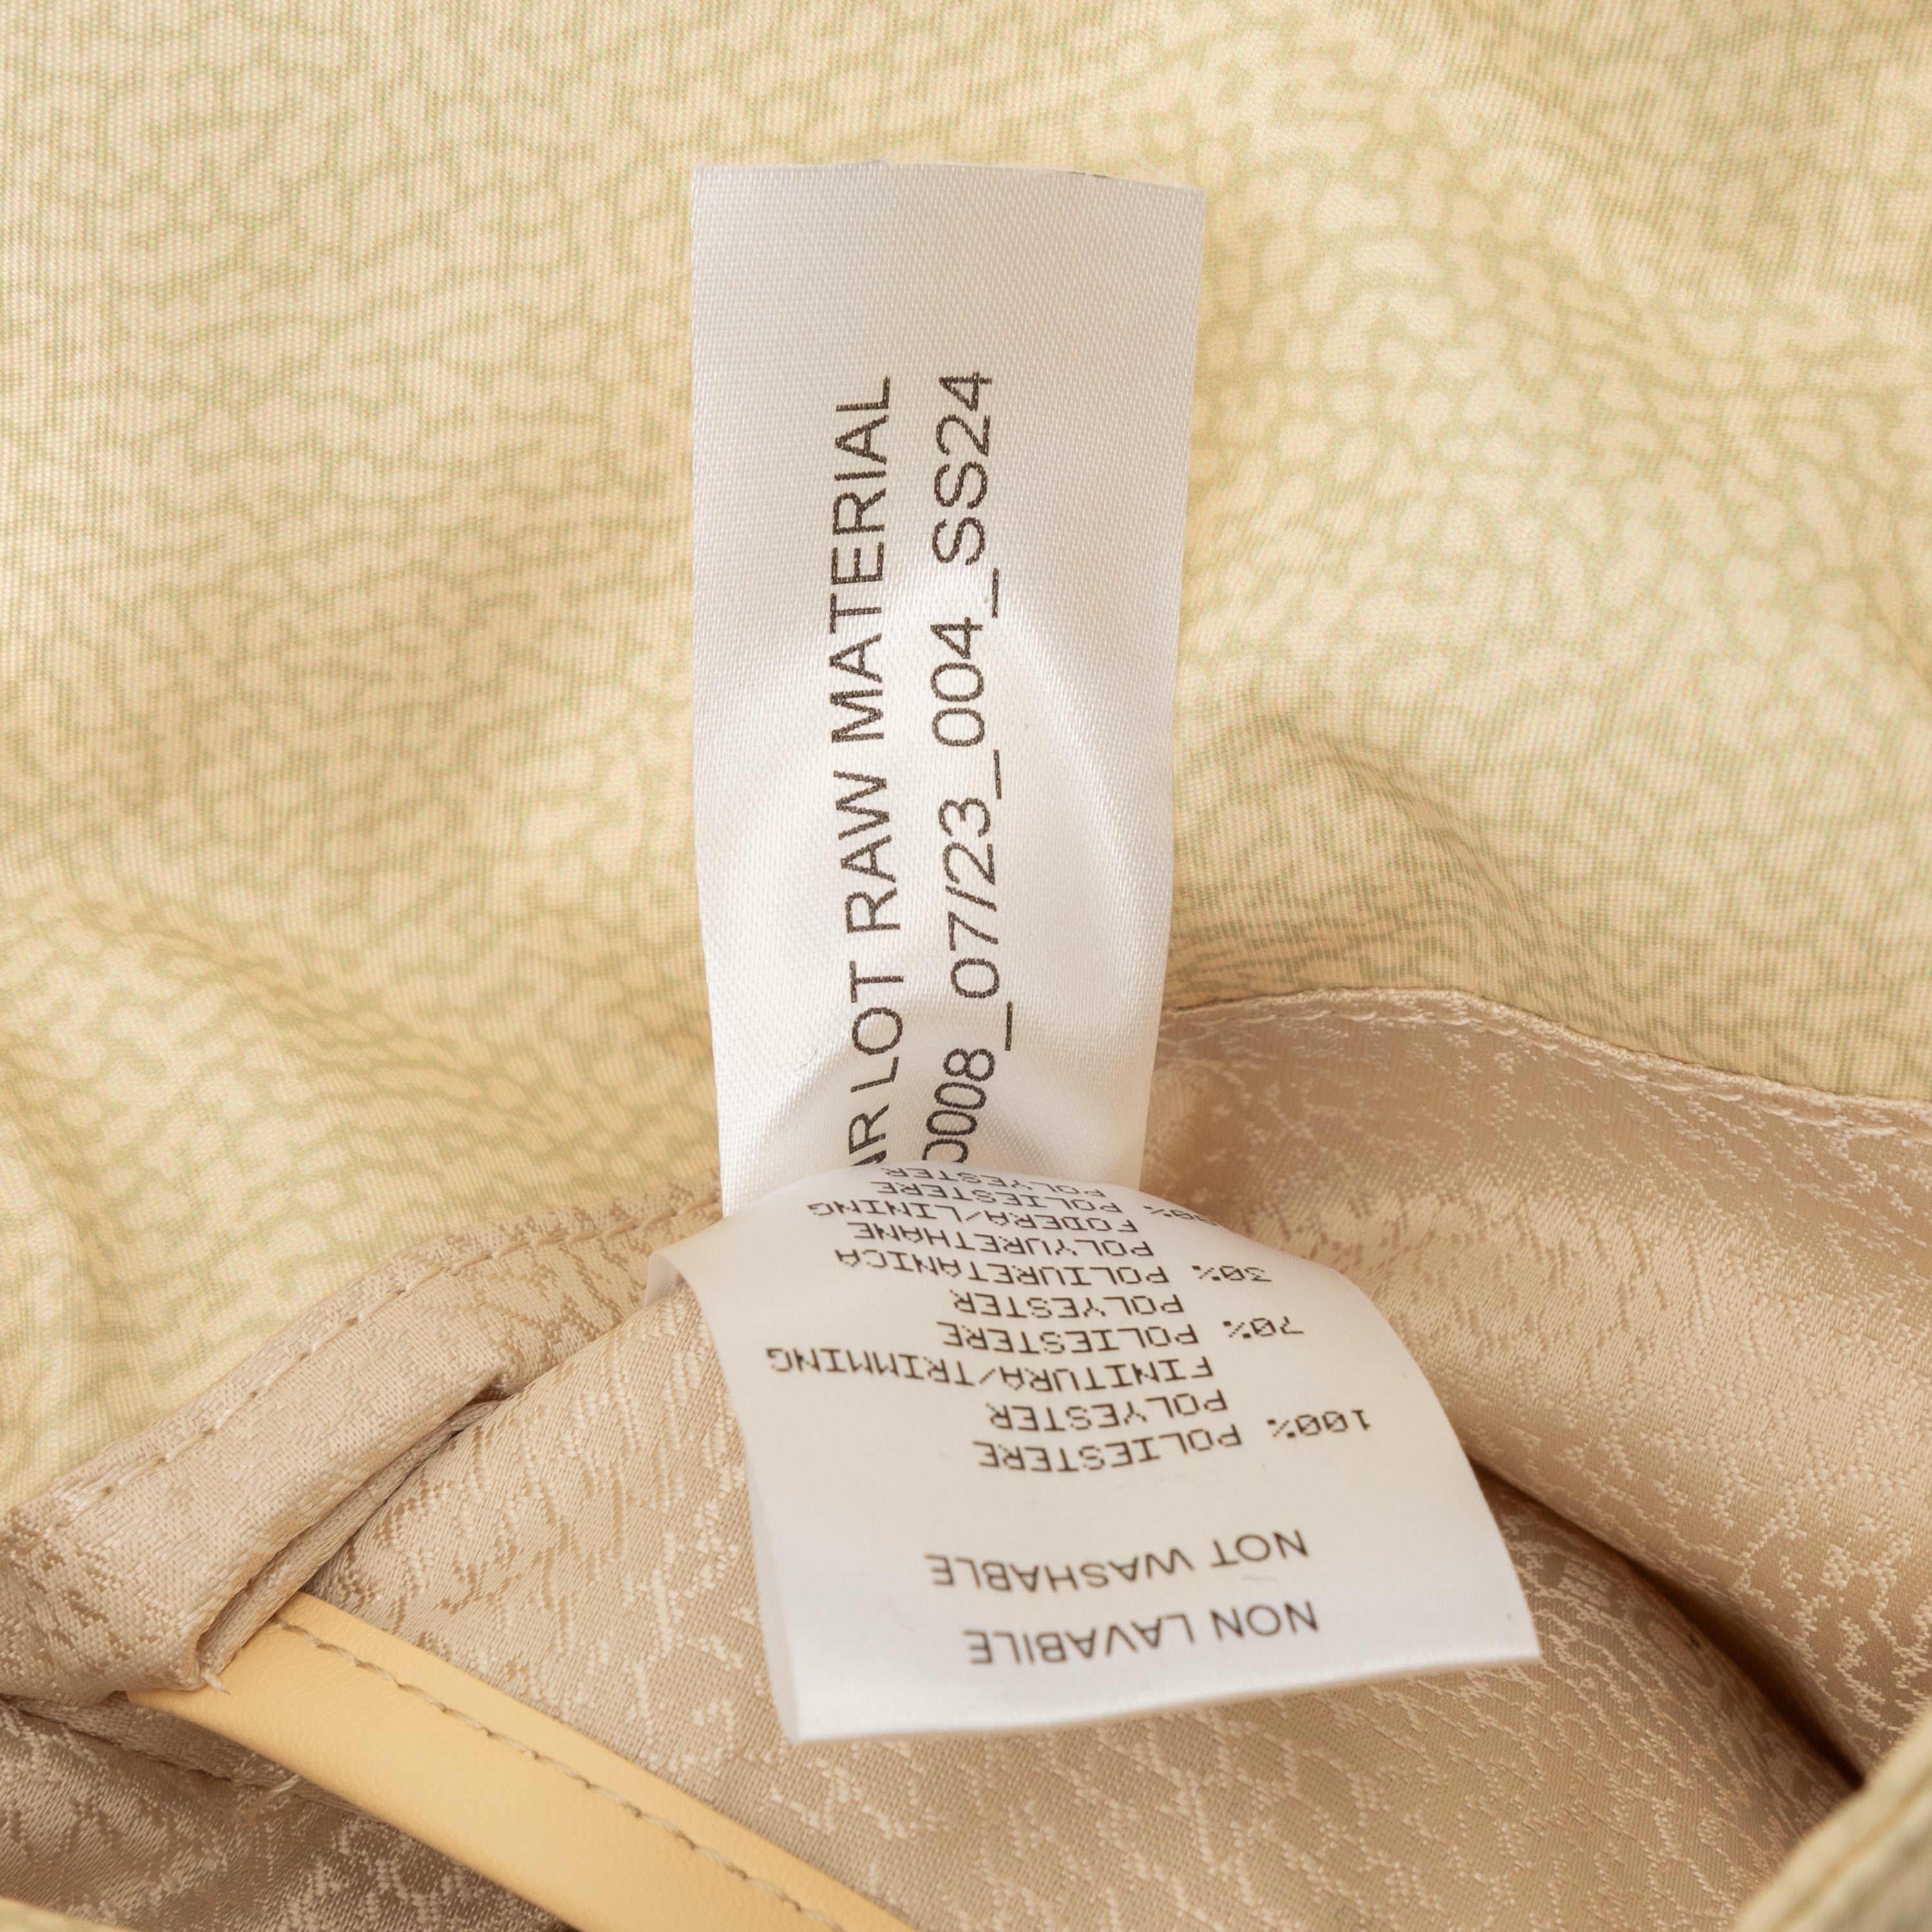 LOT RAW MATERIAL
0008_07/23_004_SS24
NON LAVABILE
NOT WASHABLE
100% POLIESTERE
POLYESTER
FINITURA/TRIMMING
70% POLIESTERE
POLYESTER
30% POLIURETANICA
POLYURETHANE
FODERA/LINING
POLIESTERE
POLYESTER